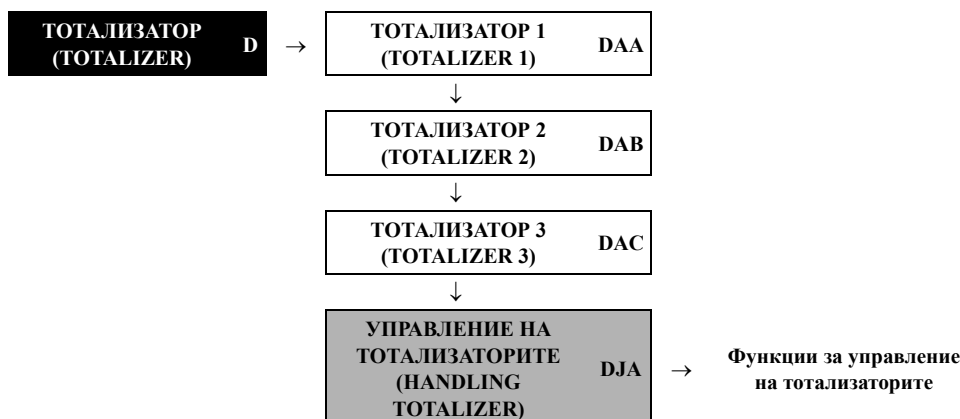 ТОТАЛИЗАТОР
(TOTALIZER)
D
→
ТОТАЛИЗАТОР 1
(TOTALIZER 1)
DAA
↓
ТОТАЛИЗАТОР 2
(TOTALIZER 2)
DAB
↓
ТОТАЛИЗАТОР 3
(TOTALIZER 3)
DAC
↓
УПРАВЛЕНИЕ НА
ТОТАЛИЗАТОРИТЕ
(HANDLING
TOTALIZER)
DJA
→
Функции за управление
на тотализаторите